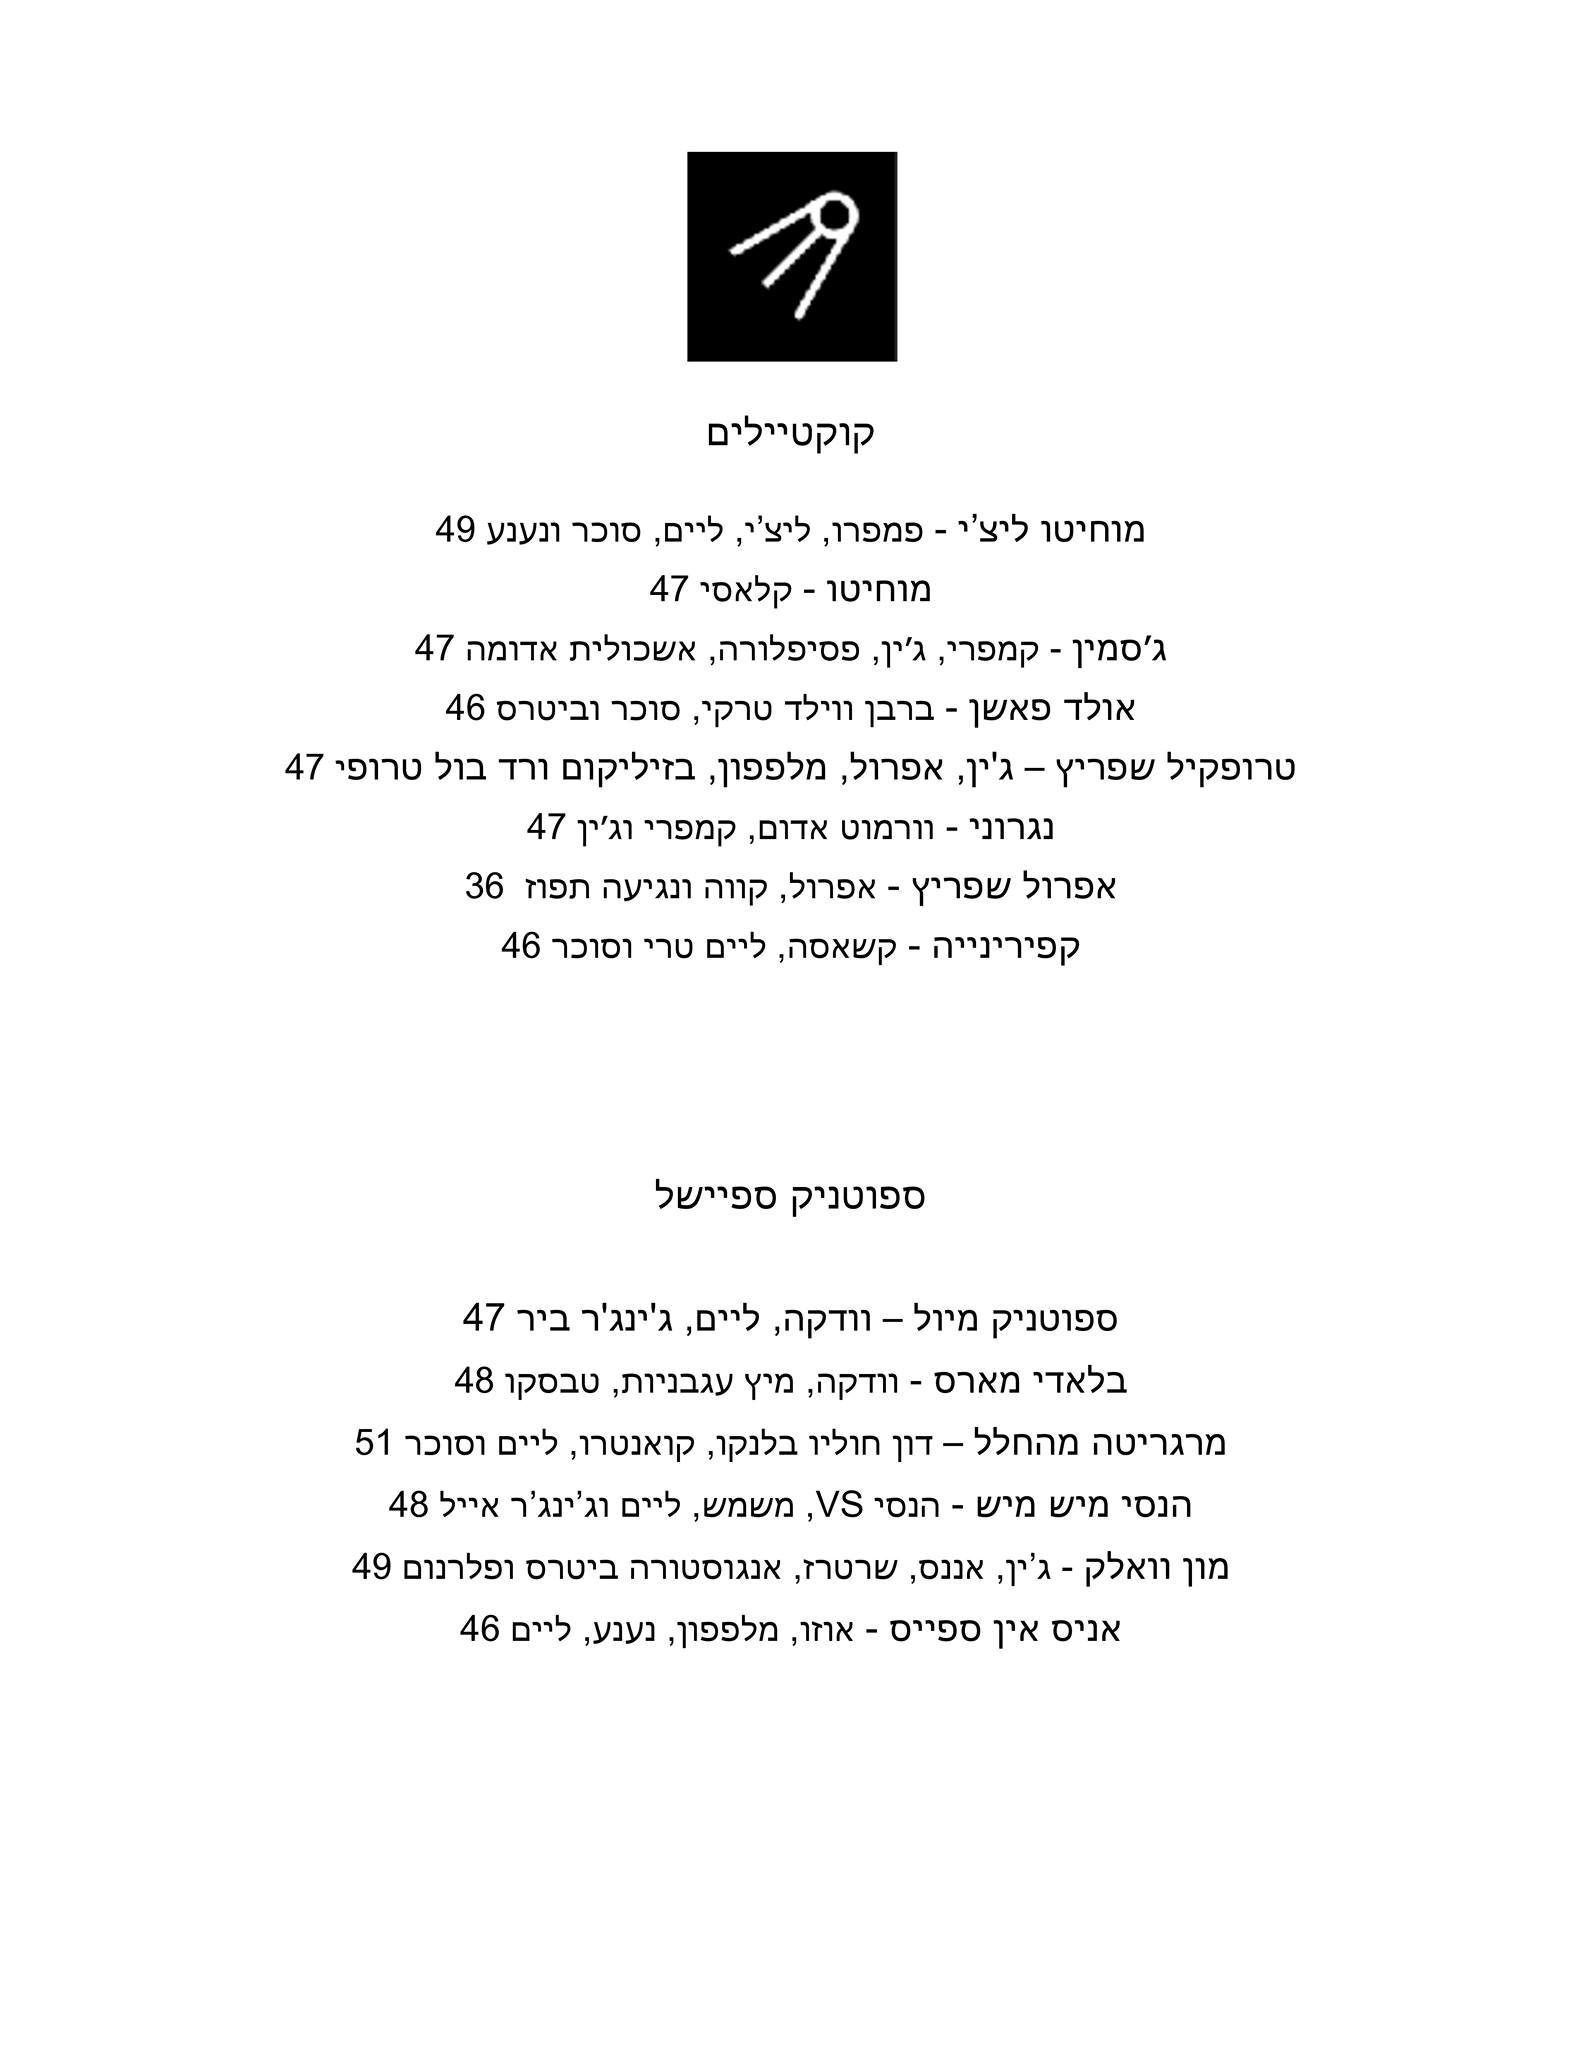 קוקטיילים
מוחיטו ליצ’י - פמפרו, ליצ’י, ליים, סוכר ונענע 49
מוחיטו - קלאסי 47
ג׳סמין - קמפרי, ג׳ין, פסיפלורה, אשכולית אדומה 47
אולד פאשן - ברבן ווילד טרקי, סוכר וביטרס 46
טרופקיל שפריץ – ג'ין, אפרול, מלפפון, בזיליקום ורד בול טרופי 47
נגרוני - וורמוט אדום, קמפרי וג׳ין 47
אפרול שפריץ - אפרול, קווה ונגיעה תפוז 36
קפירינייה - קשאסה, ליים טרי וסוכר 46
ספוטניק ספיישל
ספוטניק מיול – וודקה, ליים, ג'ינג'ר ביר 47
בלאדי מארס - וודקה, מיץ עגבניות, טבסקו 48
מרגריטה מהחלל – דון חוליו בלנקו, קואנטרו, ליים וסוכר 51
הנסי מיש מיש - הנסי VS, משמש, ליים וג’ינג’ר אייל 48
מון וואלק - ג’ין, אננס, שרטרז, אנגוסטורה ביטרס ופלרנום 49
אניס אין ספייס - אוזו, מלפפון, נענע, ליים 46